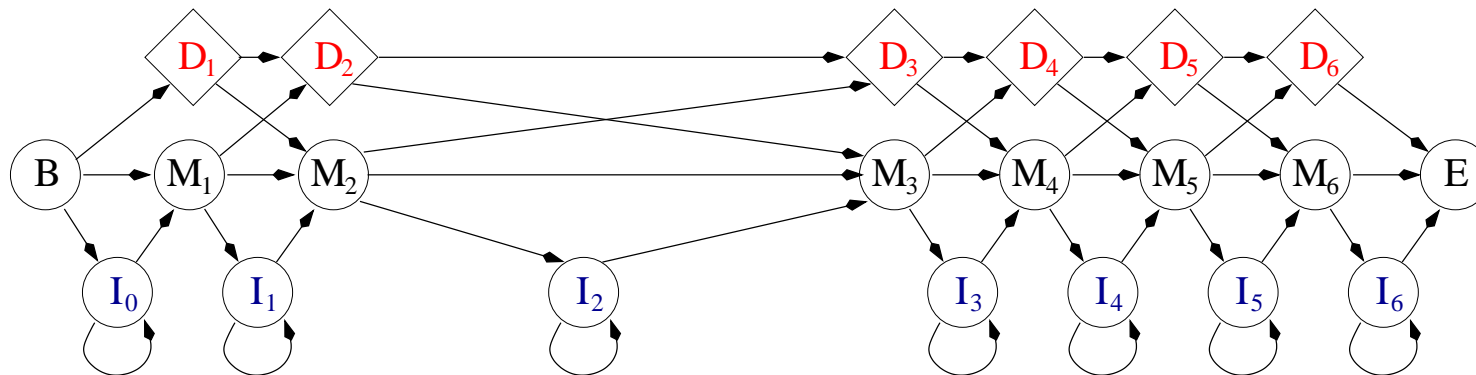 D₁ D₂ D₃ D₄ D₅ D₆
B M₁ M₂ M₃ M₄ M₅ M₆ E
I₀ I₁ I₂ I₃ I₄ I₅ I₆